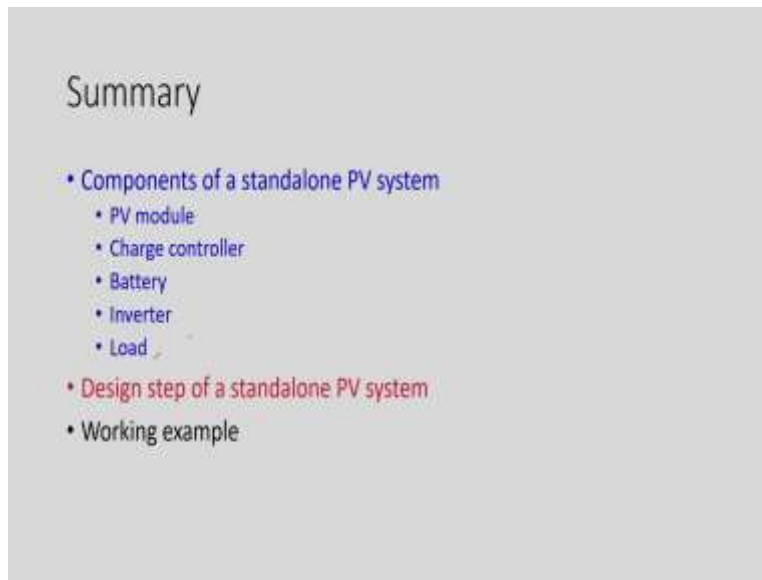 Summary
• Components of a standalone PV system
• PV module
• Charge controller
• Battery
• Inverter
• Load
• Design step of a standalone PV system
• Working example